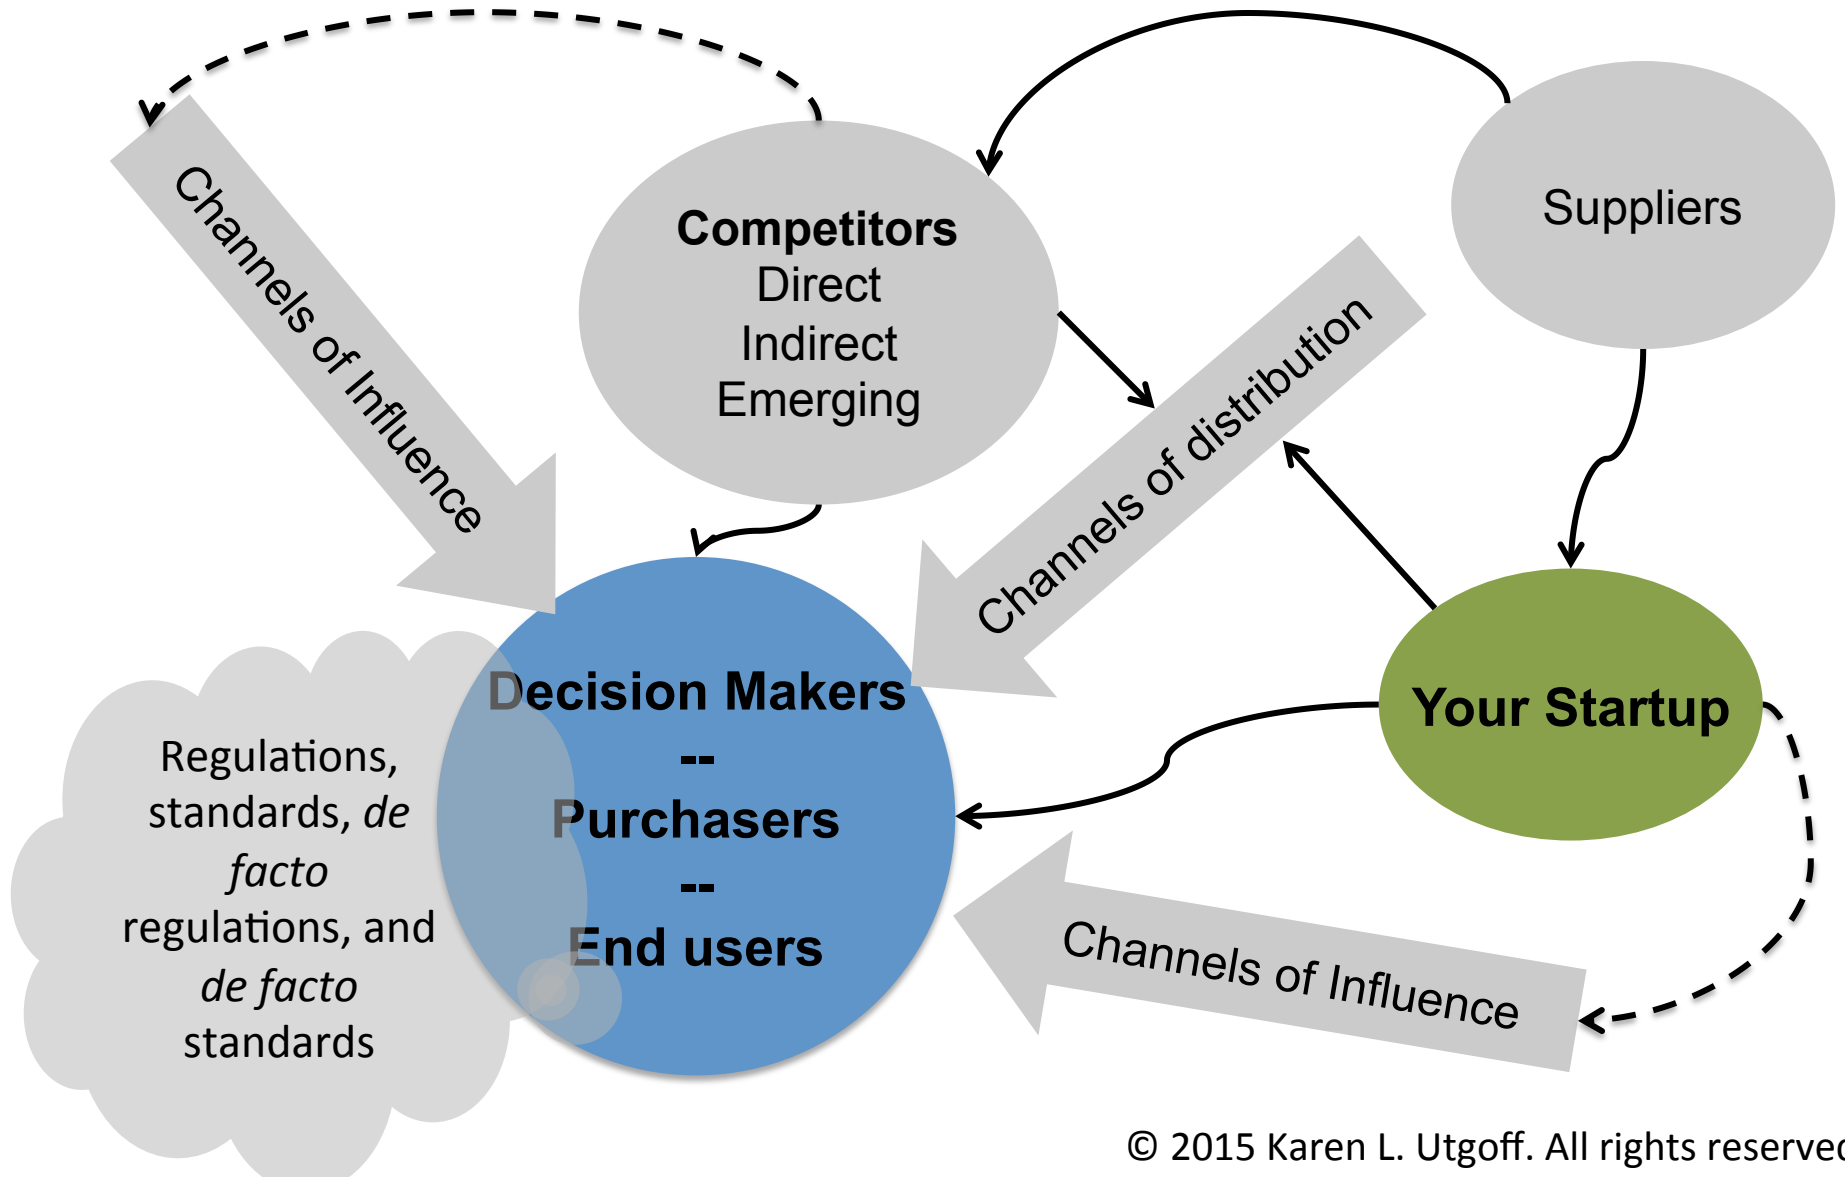 Channels of Influence
Competitors
Direct
Indirect
Emerging
Suppliers
Channels of distribution
Decision Makers
--
Purchasers
--
End users
Your Startup
Regulations,
standards, de
facto
regulations, and
de facto
standards
Channels of Influence
© 2015 Karen L. Utgoff. All rights reserved